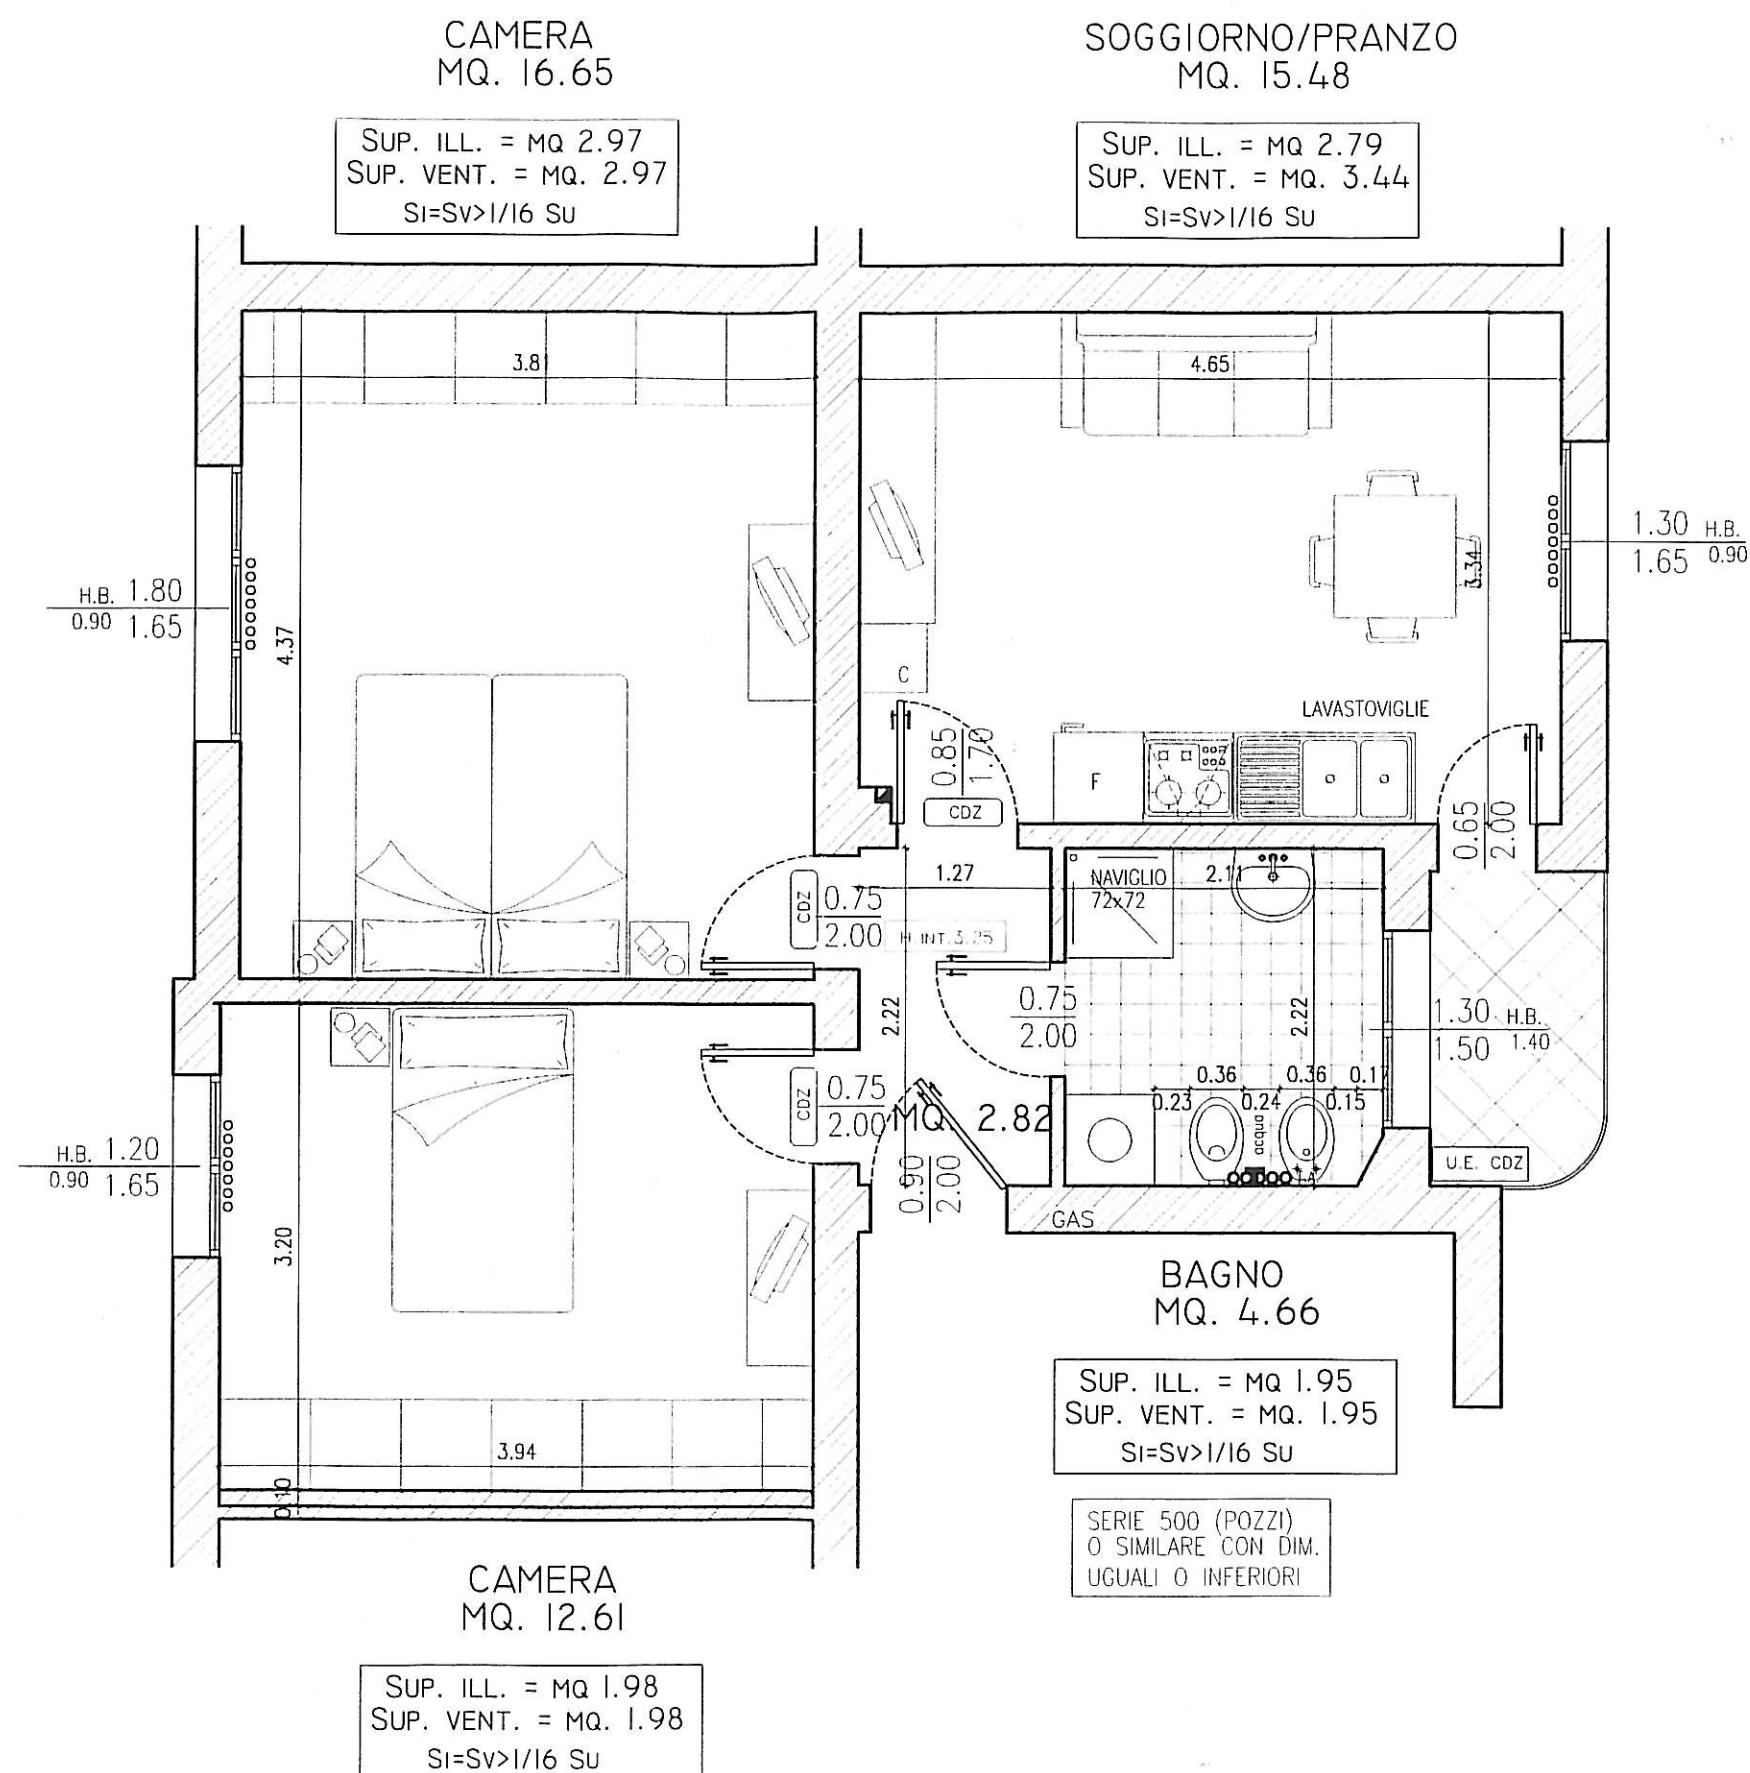 CAMERA
MQ. 16.65
SUP. ILL. = MQ 2.97
SUP. VENT. = MQ. 2.97
SI=SV>1/16 SU
SOGGIORNO/PRANZO
MQ. 15.48
SUP. ILL. = MQ 2.79
SUP. VENT. = MQ. 3.44
SI=SV>1/16 SU
3.81
4.65
H.B. 1.80
0.90 1.65
4.37
3.34
1.30 H.B.
1.65 0.90
C
LAVASTOVIGLIE
0.85
1.70
CDZ
F
0.65
2.00
1.27
NAVIGLIO
72x72
2.11
CDZ
0.75
2.00
H. INT. 3.25
2.22
0.75
2.00
2.22
1.30 H.B.
1.50 1.40
0.36
0.36
0.17
0.23
0.24
0.15
acqua
CDZ
0.75
2.00
MQ. 2.82
0.90
2.00
U.E. CDZ
GAS
H.B. 1.20
0.90 1.65
3.20
3.94
0.10
BAGNO
MQ. 4.66
SUP. ILL. = MQ 1.95
SUP. VENT. = MQ. 1.95
SI=SV>1/16 SU
SERIE 500 (POZZI)
O SIMILARE CON DIM.
UGUALI O INFERIORI
CAMERA
MQ. 12.61
SUP. ILL. = MQ 1.98
SUP. VENT. = MQ. 1.98
SI=SV>1/16 SU